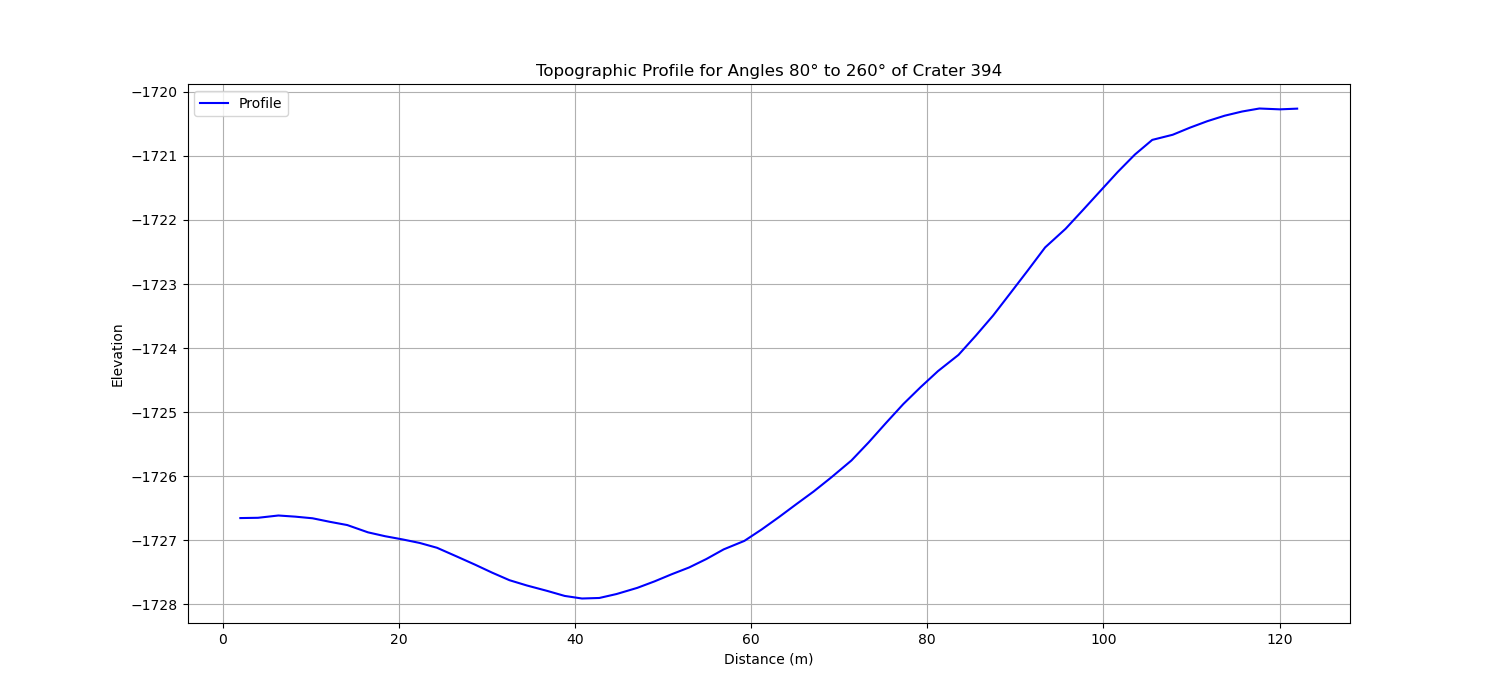 Topographic Profile for Angles 80° to 260° of Crater 394
Profile
−1720
−1721
−1722
−1723
−1724
−1725
−1726
−1727
−1728
Elevation
0 20 40 60 80 100 120
Distance (m)